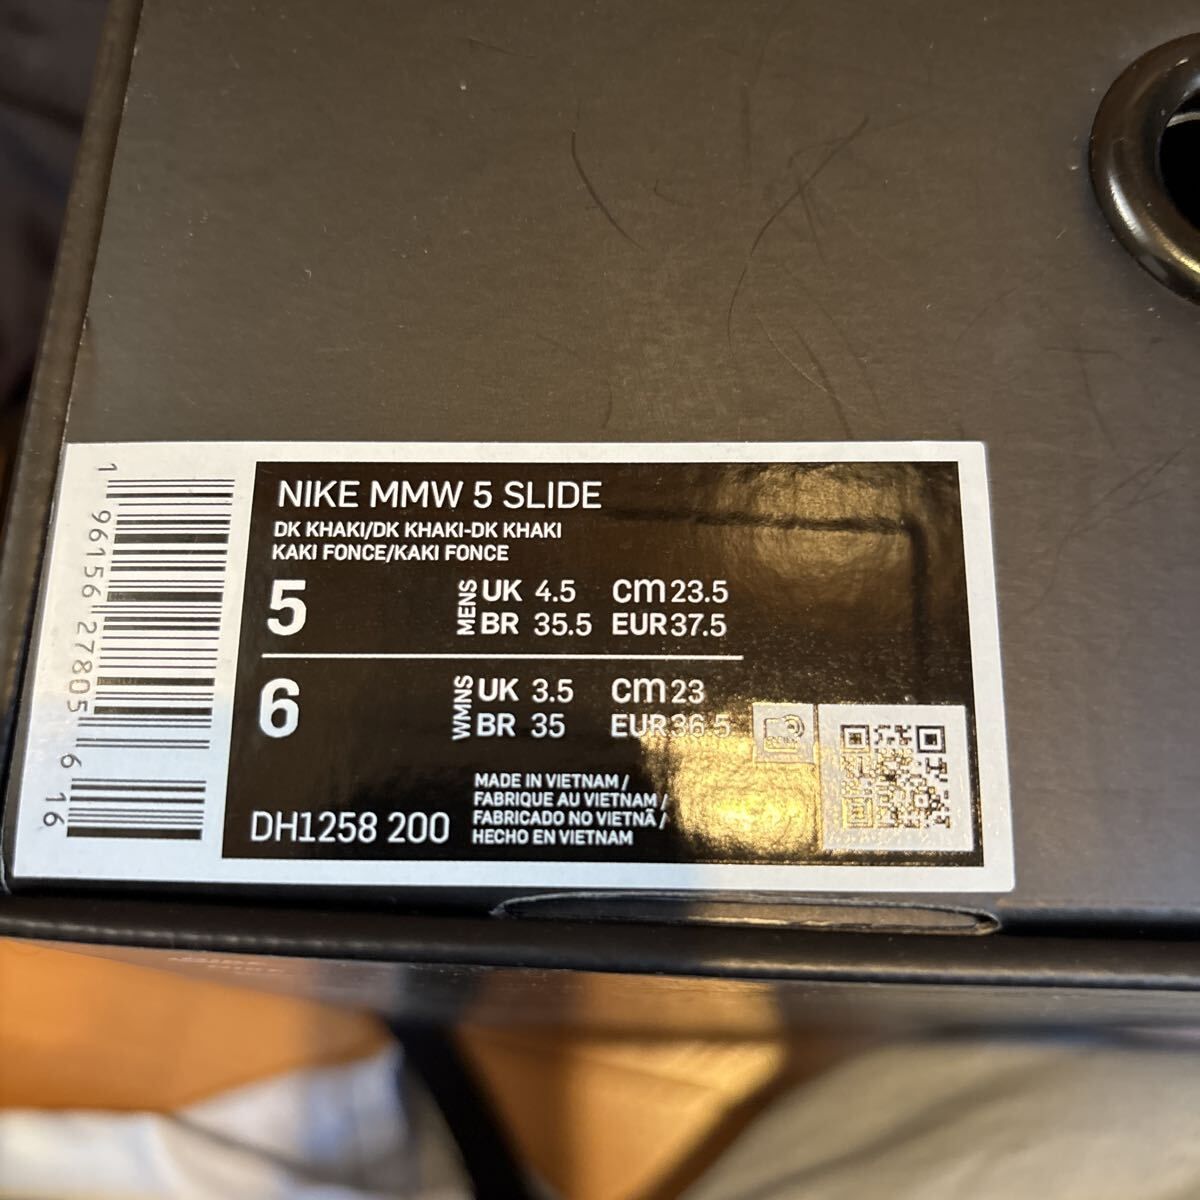 NIKE MMW 5 SLIDE
DK KHAKI/DK KHAKI-DK KHAKI
KAKI FONCE/KAKI FONCE
5 MENS UK 4.5 CM 23.5
BR 35.5 EUR 37.5
6 WMNS UK 3.5 CM 23
BR 35 EUR 36.5
MADE IN VIETNAM /
FABRIQUE AU VIETNAM /
FABRICADO NO VIETNÃ /
HECHO EN VIETNAM
DH1258 200
1 96156 27805 6 16